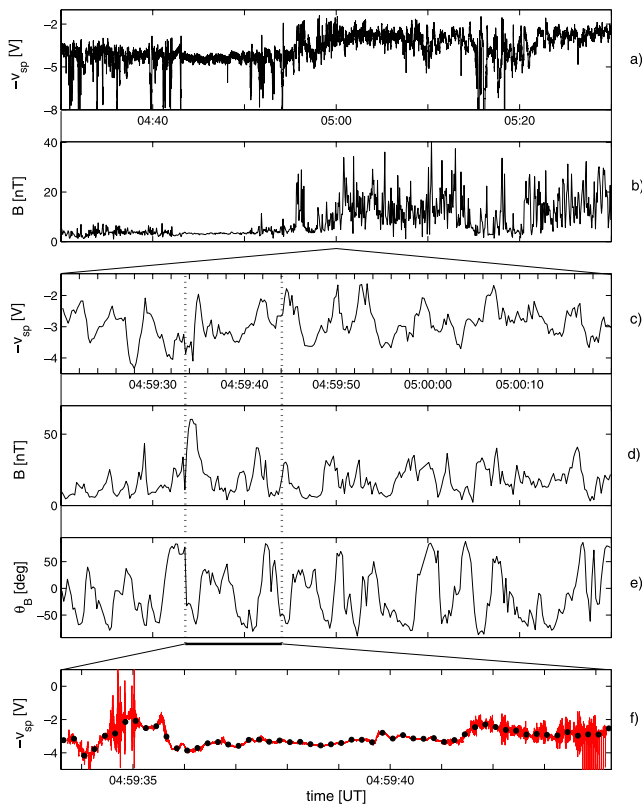 −2
−5
−8
−v_sp [V]
a)
04:40 05:00 05:20
40
20
0
B [nT]
b)
−2
−3
−4
−v_sp [V]
c)
04:59:30 04:59:40 04:59:50 05:00:00 05:00:10
50
0
B [nT]
d)
50
0
−50
θ_B [deg]
e)
0
−2
−4
−v_sp [V]
f)
04:59:35 04:59:40
time [UT]